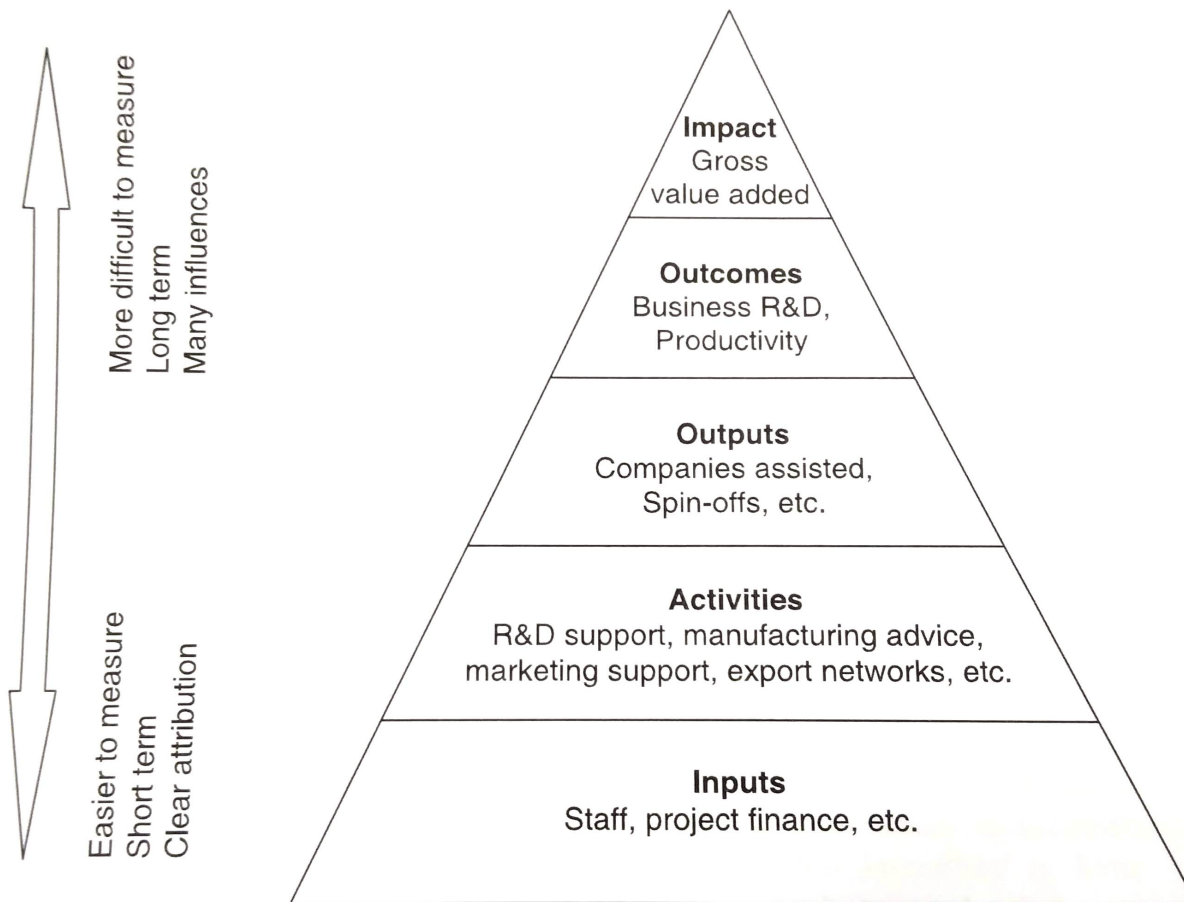 More difficult to measure
Long term
Many influences
Easier to measure
Short term
Clear attribution
Impact
Gross
value added
Outcomes
Business R&D,
Productivity
Outputs
Companies assisted,
Spin-offs, etc.
Activities
R&D support, manufacturing advice,
marketing support, export networks, etc.
Inputs
Staff, project finance, etc.